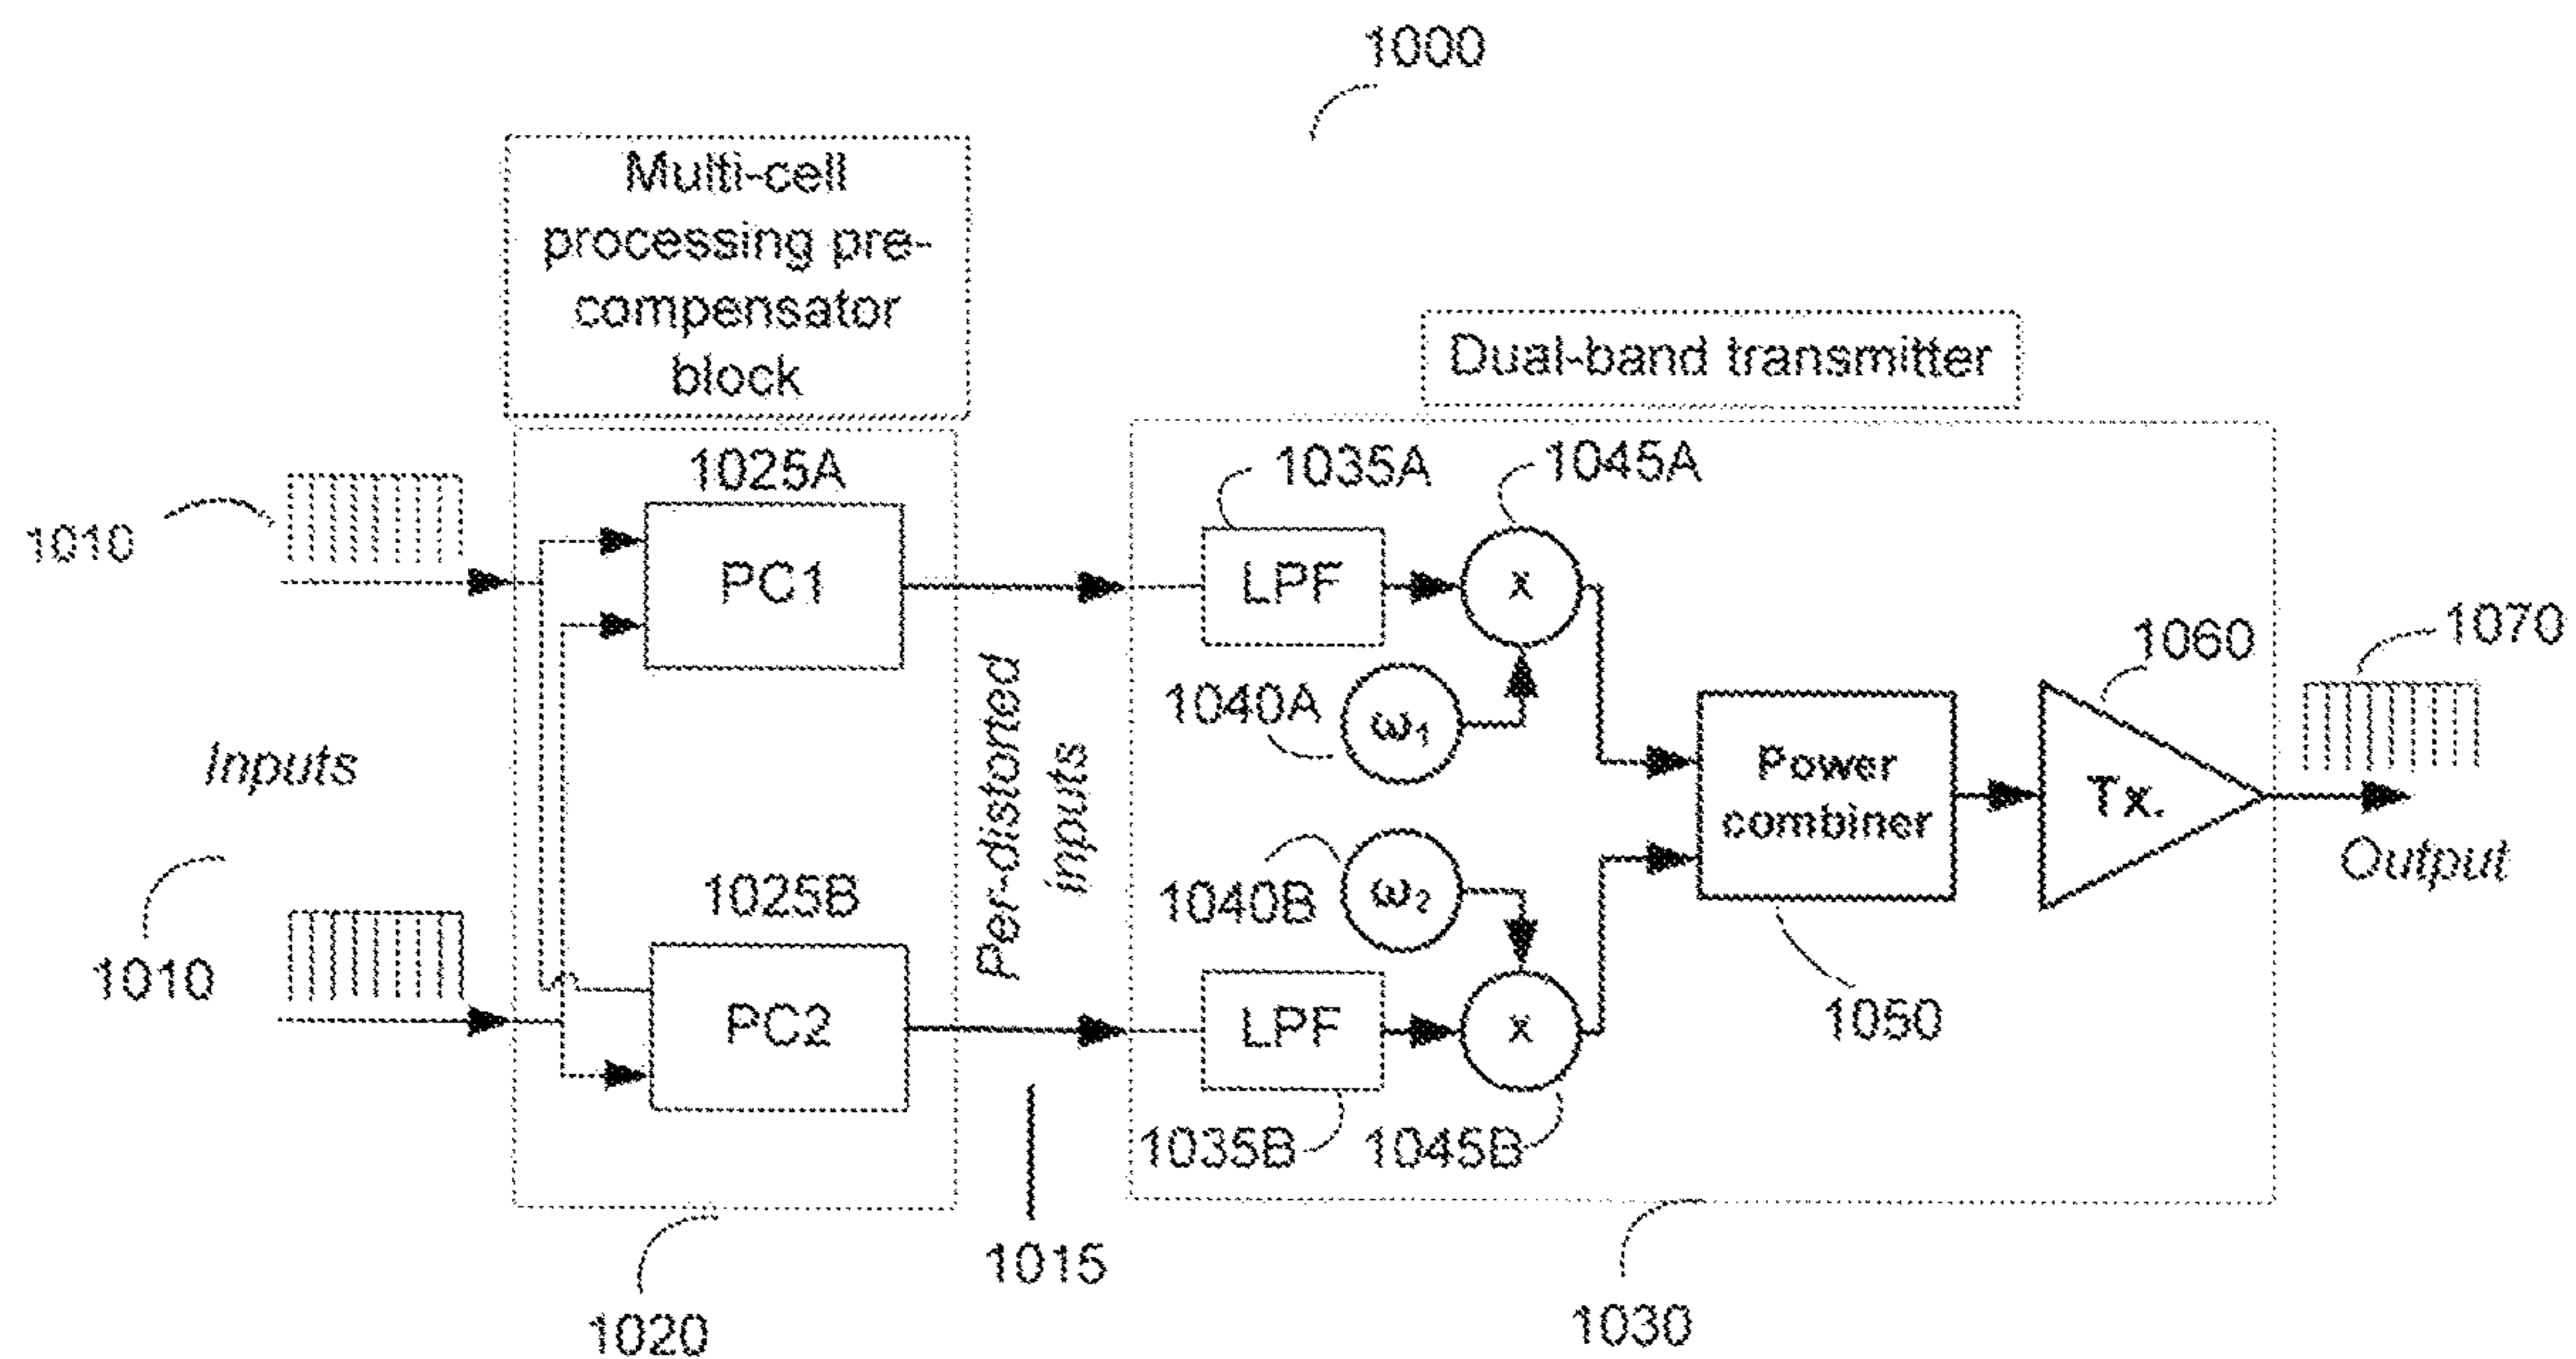 1000
Multi-cell
processing pre-
compensator
block
Dual-band transmitter
1025A
1035A
1045A
1010
PC1
LPF
x
1070
1060
1040A
ω1
Inputs
Per-distorted
inputs
Power
combiner
Tx.
Output
1025B
1040B
ω2
1010
PC2
LPF
x
1050
1035B
1045B
1015
1020
1030